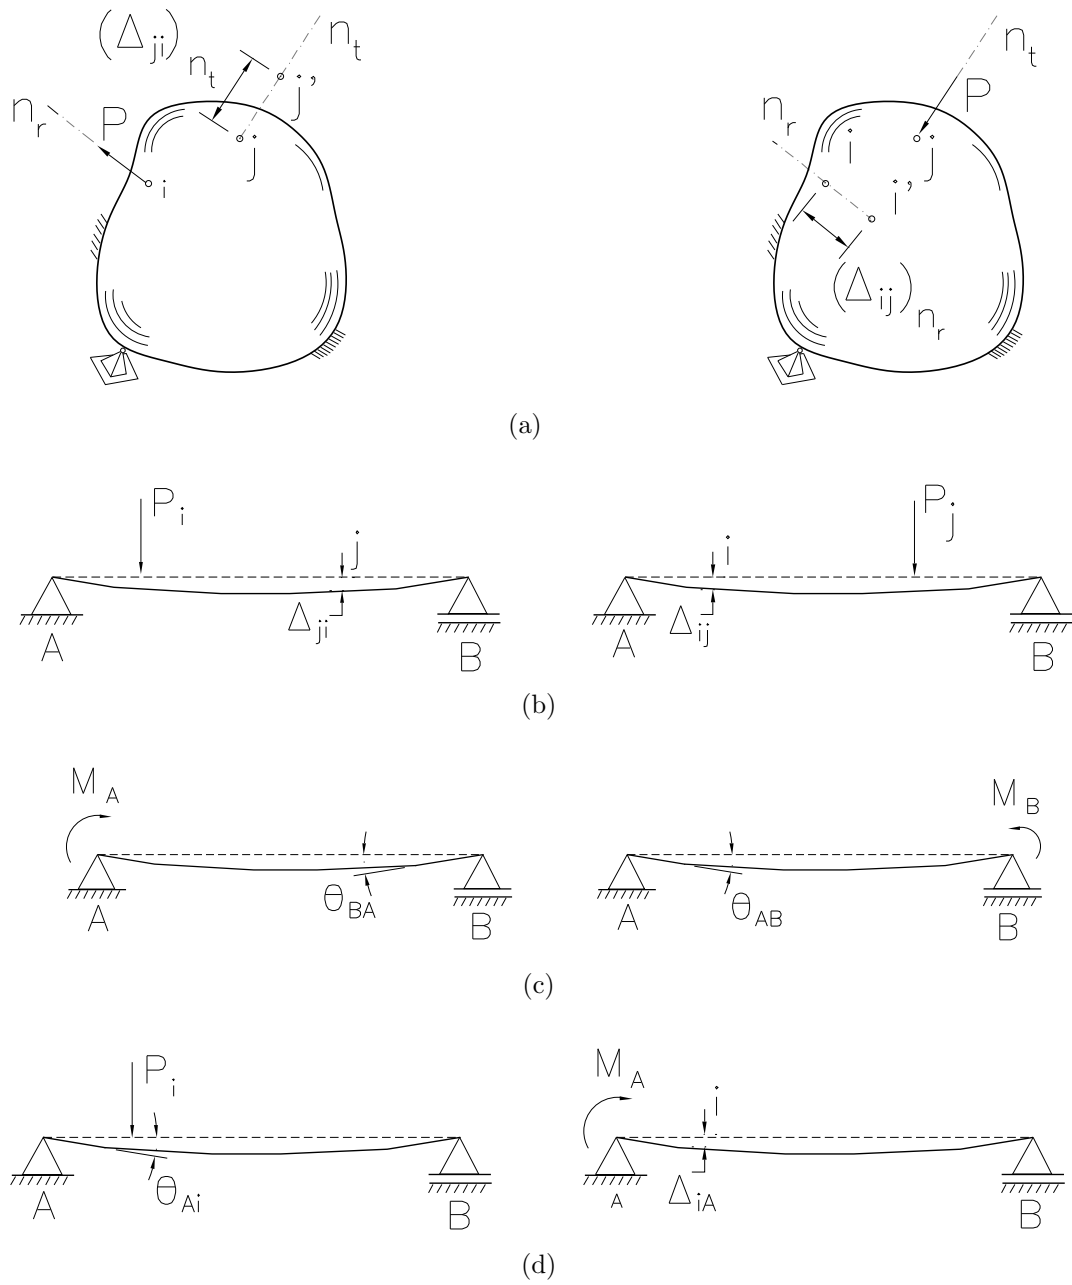 (Δji) nt nt
j'
nr P j
i
nt
nr P
i j
i'
(Δij) nr
(a)
Pi j Pj
i
Δji Δij
A B A B
(b)
MA MB
θBA θAB
A B A B
(c)
Pi MA i
θAi ΔiA
A B A B
(d)